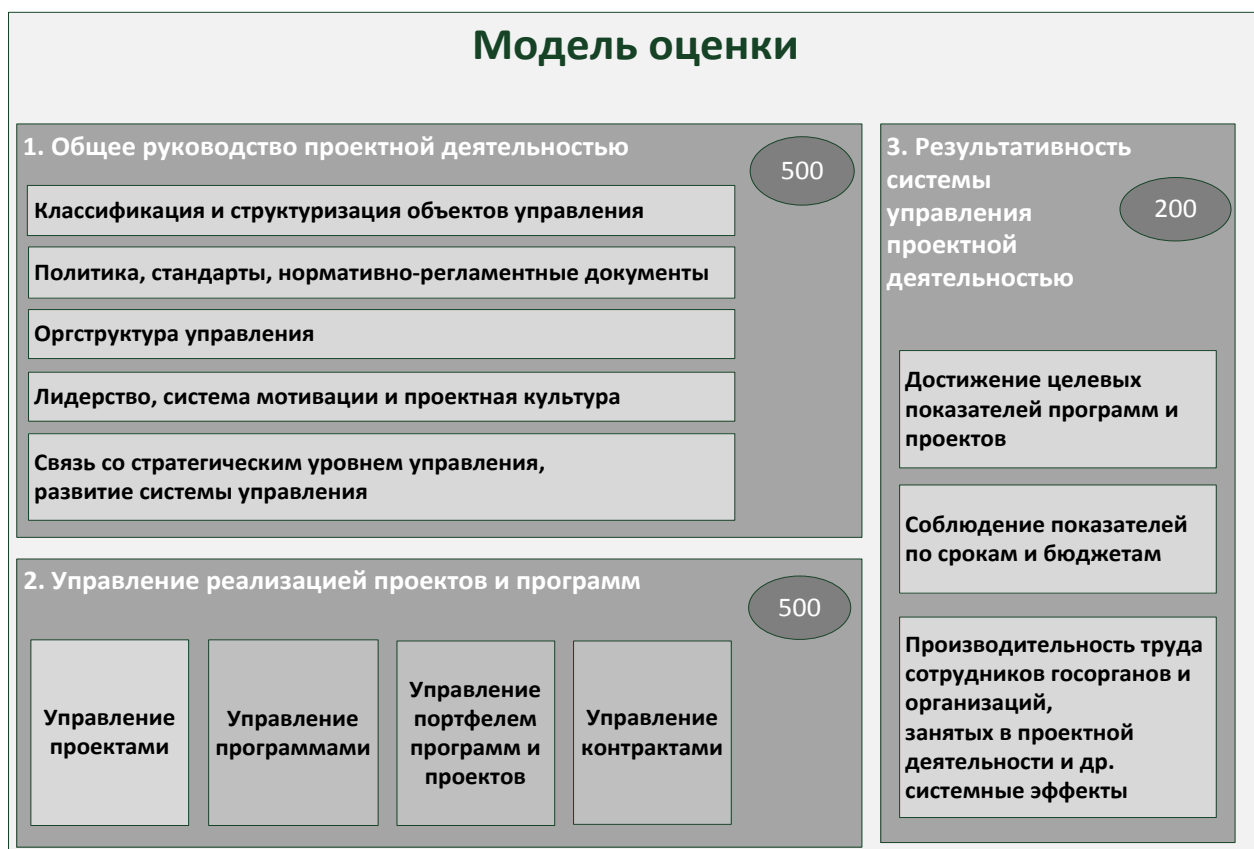 Модель оценки
1. Общее руководство проектной деятельностью
500
Классификация и структуризация объектов управления
Политика, стандарты, нормативно-регламентные документы
Оргструктура управления
Лидерство, система мотивации и проектная культура
Связь со стратегическим уровнем управления,
развитие системы управления
2. Управление реализацией проектов и программ
500
Управление
проектами
Управление
программами
Управление
портфелем
программ и
проектов
Управление
контрактами
3. Результативность
системы
управления
проектной
деятельностью
200
Достижение целевых
показателей программ и
проектов
Соблюдение показателей
по срокам и бюджетам
Производительность труда
сотрудников госорганов и
организаций,
занятых в проектной
деятельности и др.
системные эффекты